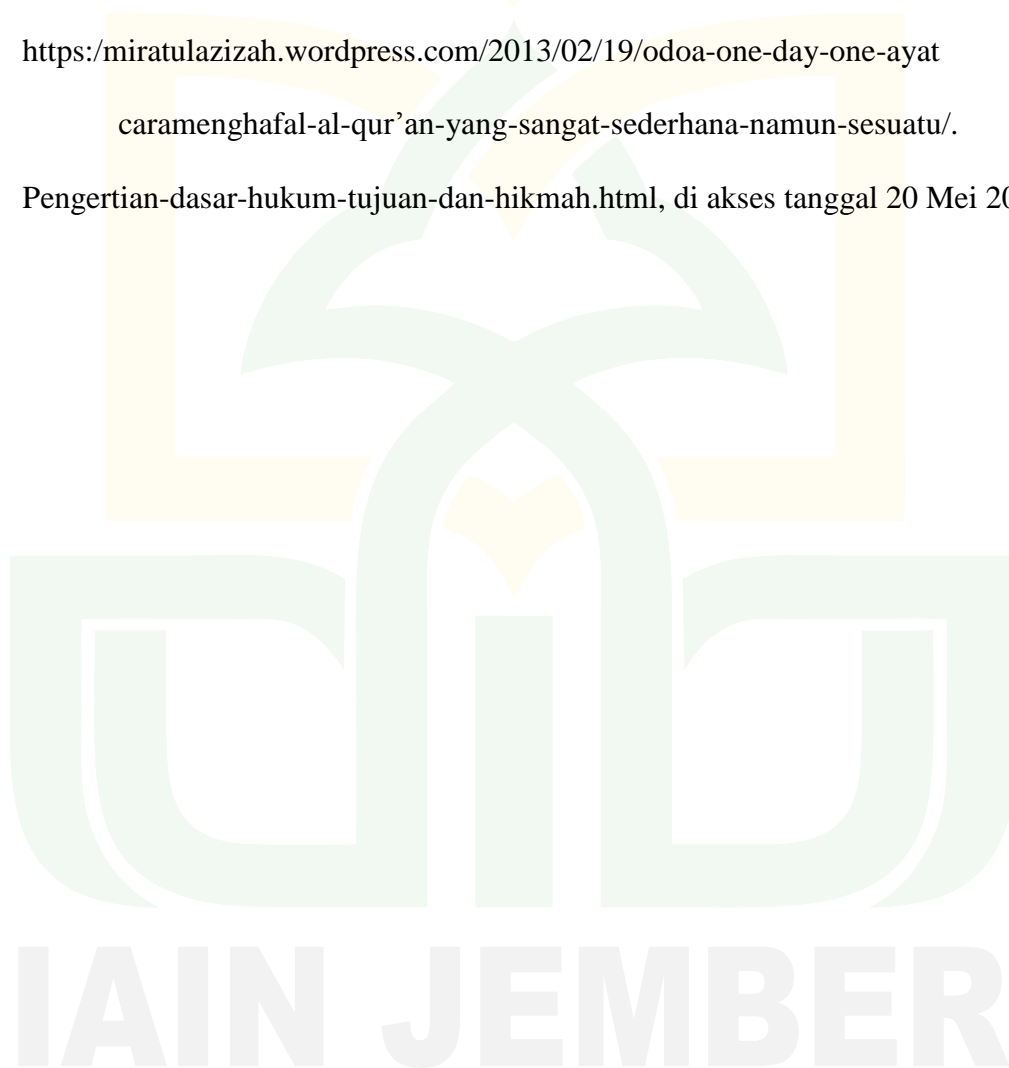 https:/miratulazizah.wordpress.com/2013/02/19/odoa-one-day-one-ayat
caramenghafal-al-qur’an-yang-sangat-sederhana-namun-sesuatu/.
Pengertian-dasar-hukum-tujuan-dan-hikmah.html, di akses tanggal 20 Mei
IAIN JEMBER